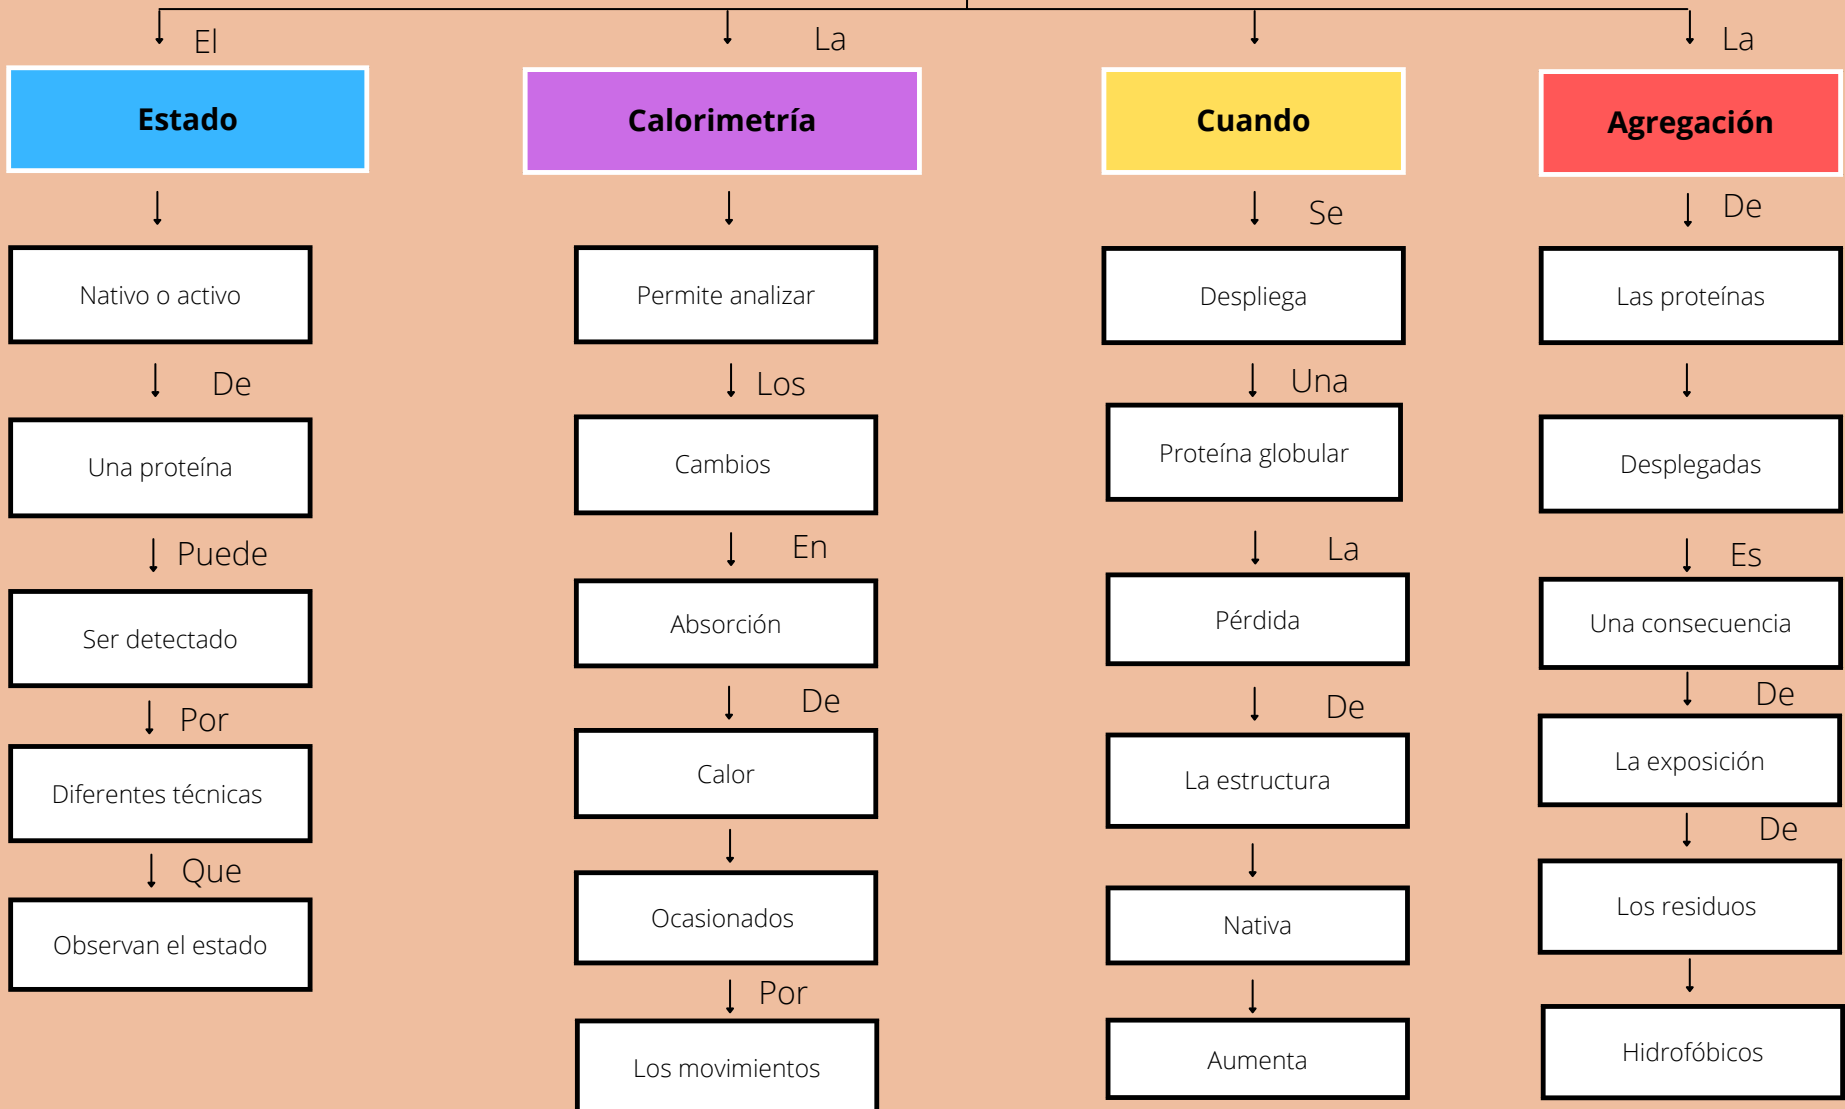 El
Estado
Nativo o activo
De
Una proteína
Puede
Ser detectado
Por
Diferentes técnicas
Que
Observan el estado
La
Calorimetría
Permite analizar
Los
Cambios
En
Absorción
De
Calor
Ocasionados
Por
Los movimientos
Cuando
Se
Despliega
Una
Proteína globular
La
Pérdida
De
La estructura
Nativa
Aumenta
La
Agregación
De
Las proteínas
Desplegadas
Es
Una consecuencia
De
La exposición
De
Los residuos
Hidrofóbicos